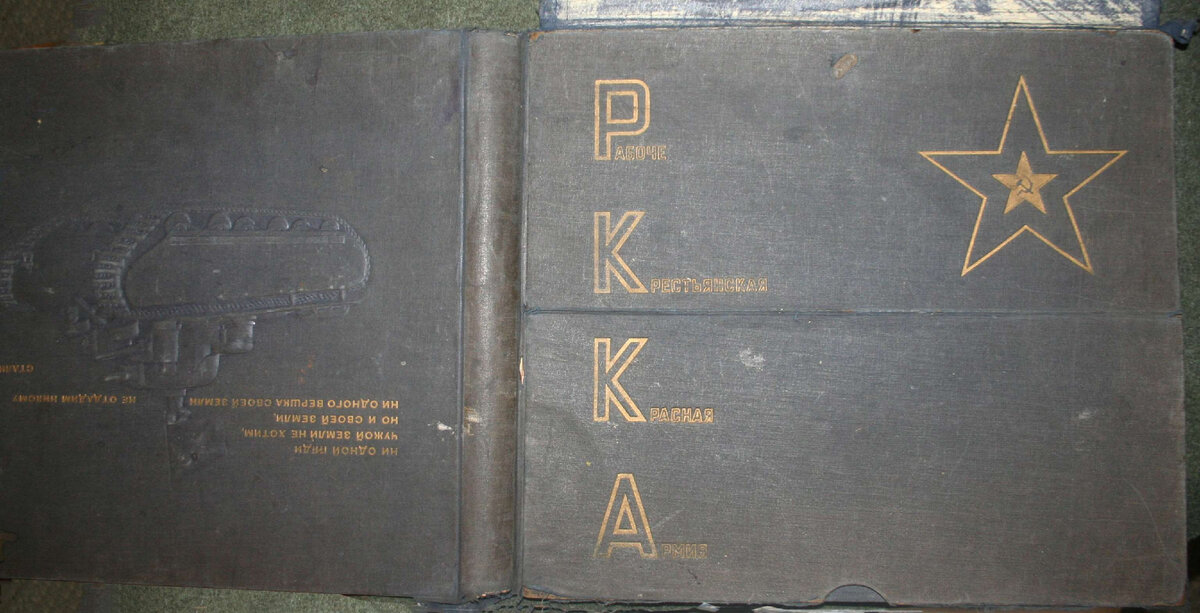 РАБОЧЕ
КРЕСТЬЯНСКАЯ
КРАСНАЯ
АРМИЯ
НИ ОДНОЙ ПЯДИ
ЧУЖОЙ ЗЕМЛИ НЕ ХОТИМ,
НО И СВОЕЙ ЗЕМЛИ,
НИ ОДНОГО ВЕРШКА СВОЕЙ ЗЕМЛИ
НЕ ОТДАДИМ НИКОМУ